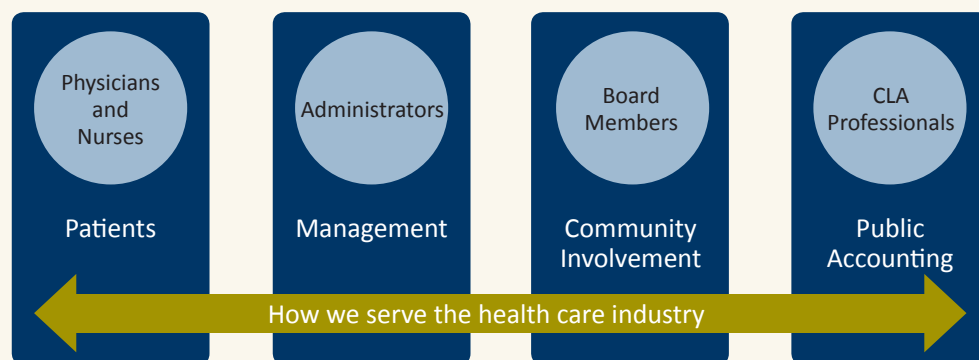 Physicians
and
Nurses
Patients
Administrators
Management
Board
Members
Community
Involvement
CLA
Professionals
Public
Accounting
How we serve the health care industry